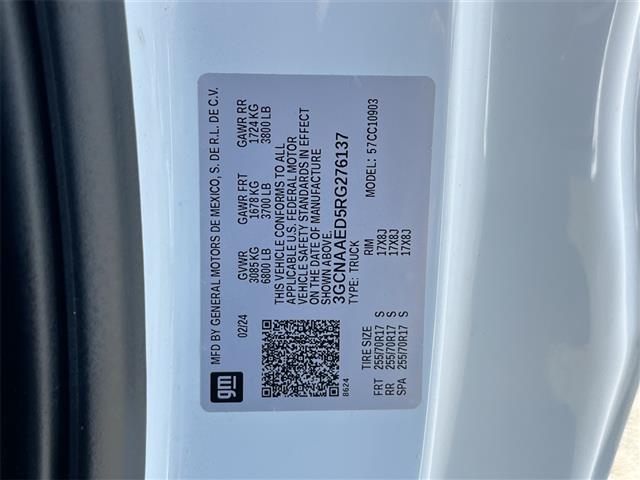 MFD BY GENERAL MOTORS DE MEXICO, S. DE R.L. DE C.V.
02/24
GVWR GAWR FRT GAWR RR
3085 KG 1678 KG 1724 KG
6800 LB 3700 LB 3800 LB
THIS VEHICLE CONFORMS TO ALL
APPLICABLE U.S. FEDERAL MOTOR
VEHICLE SAFETY STANDARDS IN EFFECT
ON THE DATE OF MANUFACTURE
SHOWN ABOVE.
3GCNAAED5RG276137
TYPE: TRUCK MODEL: 57CC10903
TIRE SIZE RIM
FRT 255/70R17 S 17X8J
RR 255/70R17 S 17X8J
SPA 255/70R17 S 17X8J
gm
8624